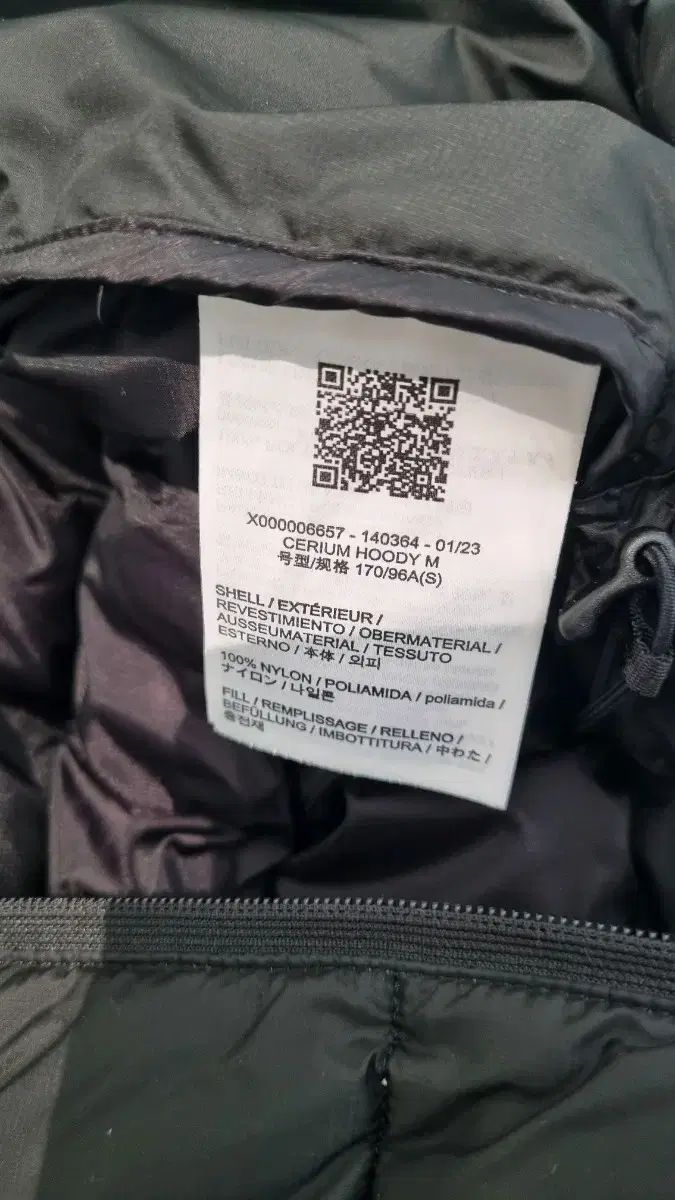 X000006657 - 140364 - 01/23
CERIUM HOODY M
号型/规格 170/96A(S)
SHELL / EXTÉRIEUR /
REVESTIMIENTO / OBERMATERIAL /
AUSSEUMATERIAL / TESSUTO
ESTERNO / 本体 / 외피
100% NYLON / POLIAMIDA / poliamida /
ナイロン / 나일론
FILL / REMPLISSAGE / RELLENO /
BEFÜLLUNG / IMBOTTITURA / 中わた /
충전재